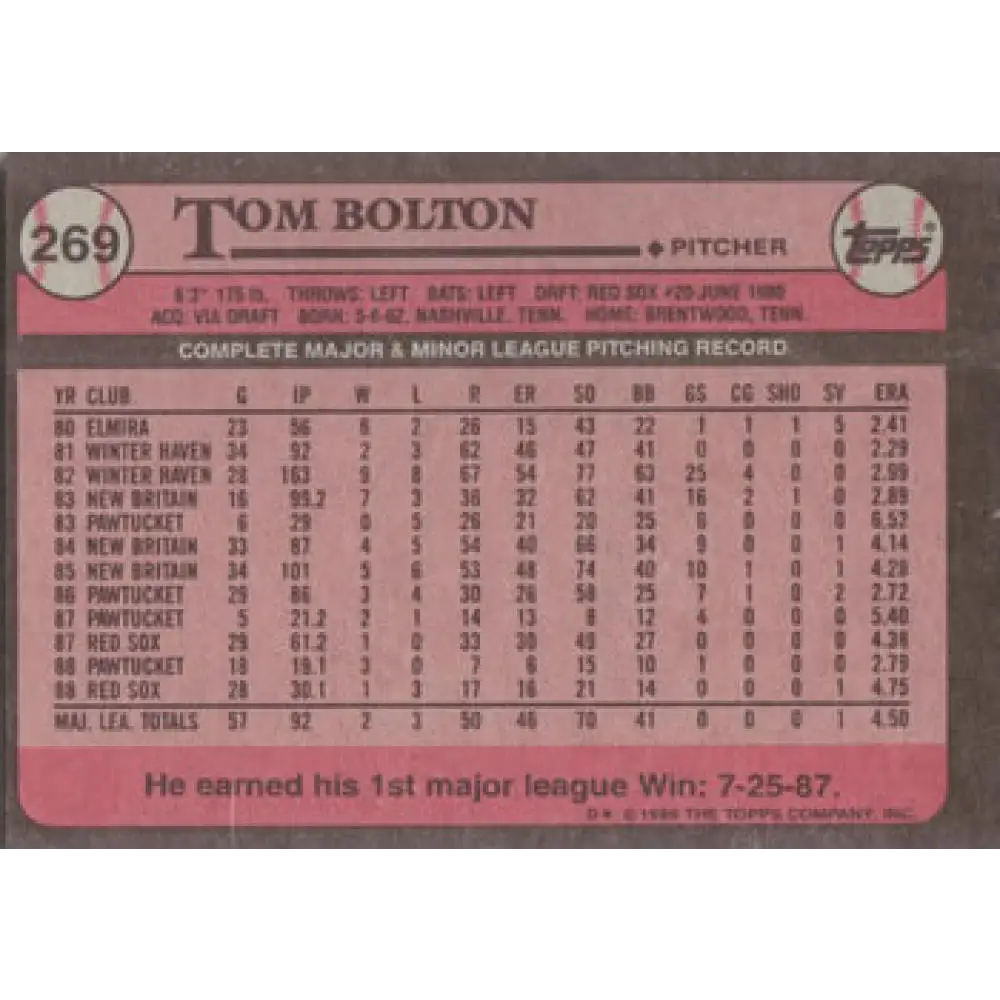 269
TOM BOLTON
PITCHER
TOPPS®
6'3" 175 lb. THROWS: LEFT BATS: LEFT DRAFT: RED SOX #20-JUNE 1980
ACQ: VIA DRAFT BORN: 5-6-62, NASHVILLE, TENN. HOME: BRENTWOOD, TENN.
COMPLETE MAJOR & MINOR LEAGUE PITCHING RECORD
YR CLUB G IP W L R ER SO BB GS CG SHO SV ERA
80 ELMIRA 23 56 6 2 26 15 43 22 1 1 1 5 2.41
81 WINTER HAVEN 34 92 2 3 62 46 47 41 0 0 0 0 2.29
82 WINTER HAVEN 28 163 9 8 67 54 77 63 25 4 0 0 2.99
83 NEW BRITAIN 16 99.2 7 3 36 32 62 41 16 2 1 0 2.89
83 PAWTUCKET 6 29 0 5 26 21 20 25 6 0 0 0 6.52
84 NEW BRITAIN 33 87 4 5 54 40 66 34 9 0 0 1 4.14
85 NEW BRITAIN 34 101 5 6 53 48 74 40 10 1 0 1 4.28
86 PAWTUCKET 29 86 3 4 30 26 58 25 7 1 0 2 2.72
87 PAWTUCKET 5 21.2 2 1 14 13 8 12 4 0 0 0 5.40
87 RED SOX 29 61.2 1 0 33 30 49 27 0 0 0 0 4.38
88 PAWTUCKET 18 19.1 3 0 7 6 15 10 1 0 0 0 2.79
88 RED SOX 28 30.1 1 3 17 16 21 14 0 0 0 1 4.75
MAJ. LEA. TOTALS 57 92 2 3 50 46 70 41 0 0 0 1 4.50
He earned his 1st major league Win: 7-25-87.
D* © THE TOPPS COMPANY, INC.